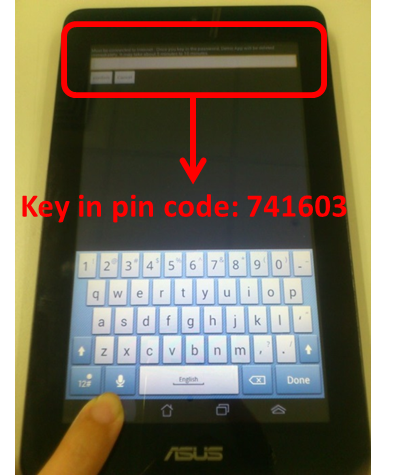 Key in pin code: 741603
1 2 3 4 5 6 7 8 9 0 -
q w e r t y u i o p
a s d f g h j k l '
z x c v b n m , . /
12# English Done
ASUS